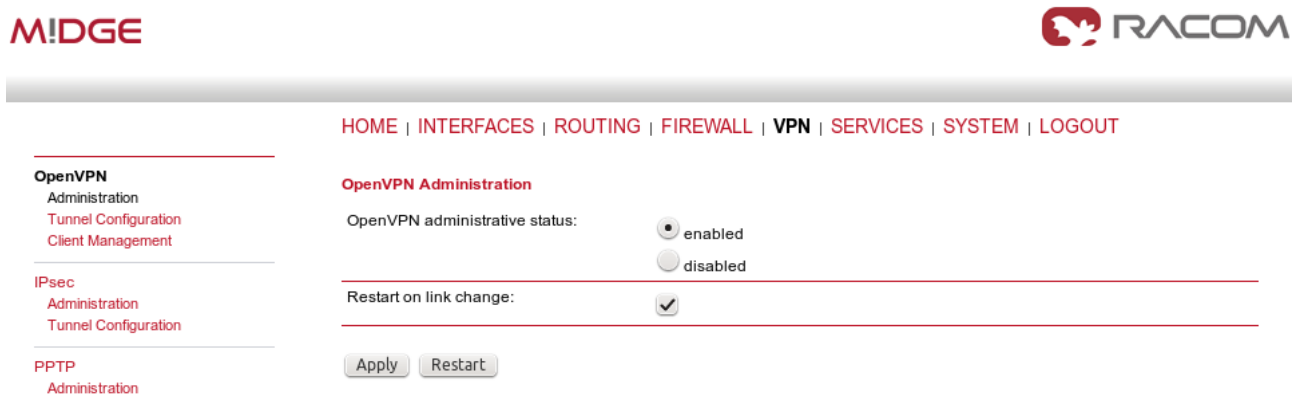 M!DGE
RACOM
HOME | INTERFACES | ROUTING | FIREWALL | VPN | SERVICES | SYSTEM | LOGOUT
OpenVPN
Administration
Tunnel Configuration
Client Management
IPsec
Administration
Tunnel Configuration
PPTP
Administration
OpenVPN Administration
OpenVPN administrative status:
enabled
disabled
Restart on link change:
Apply Restart